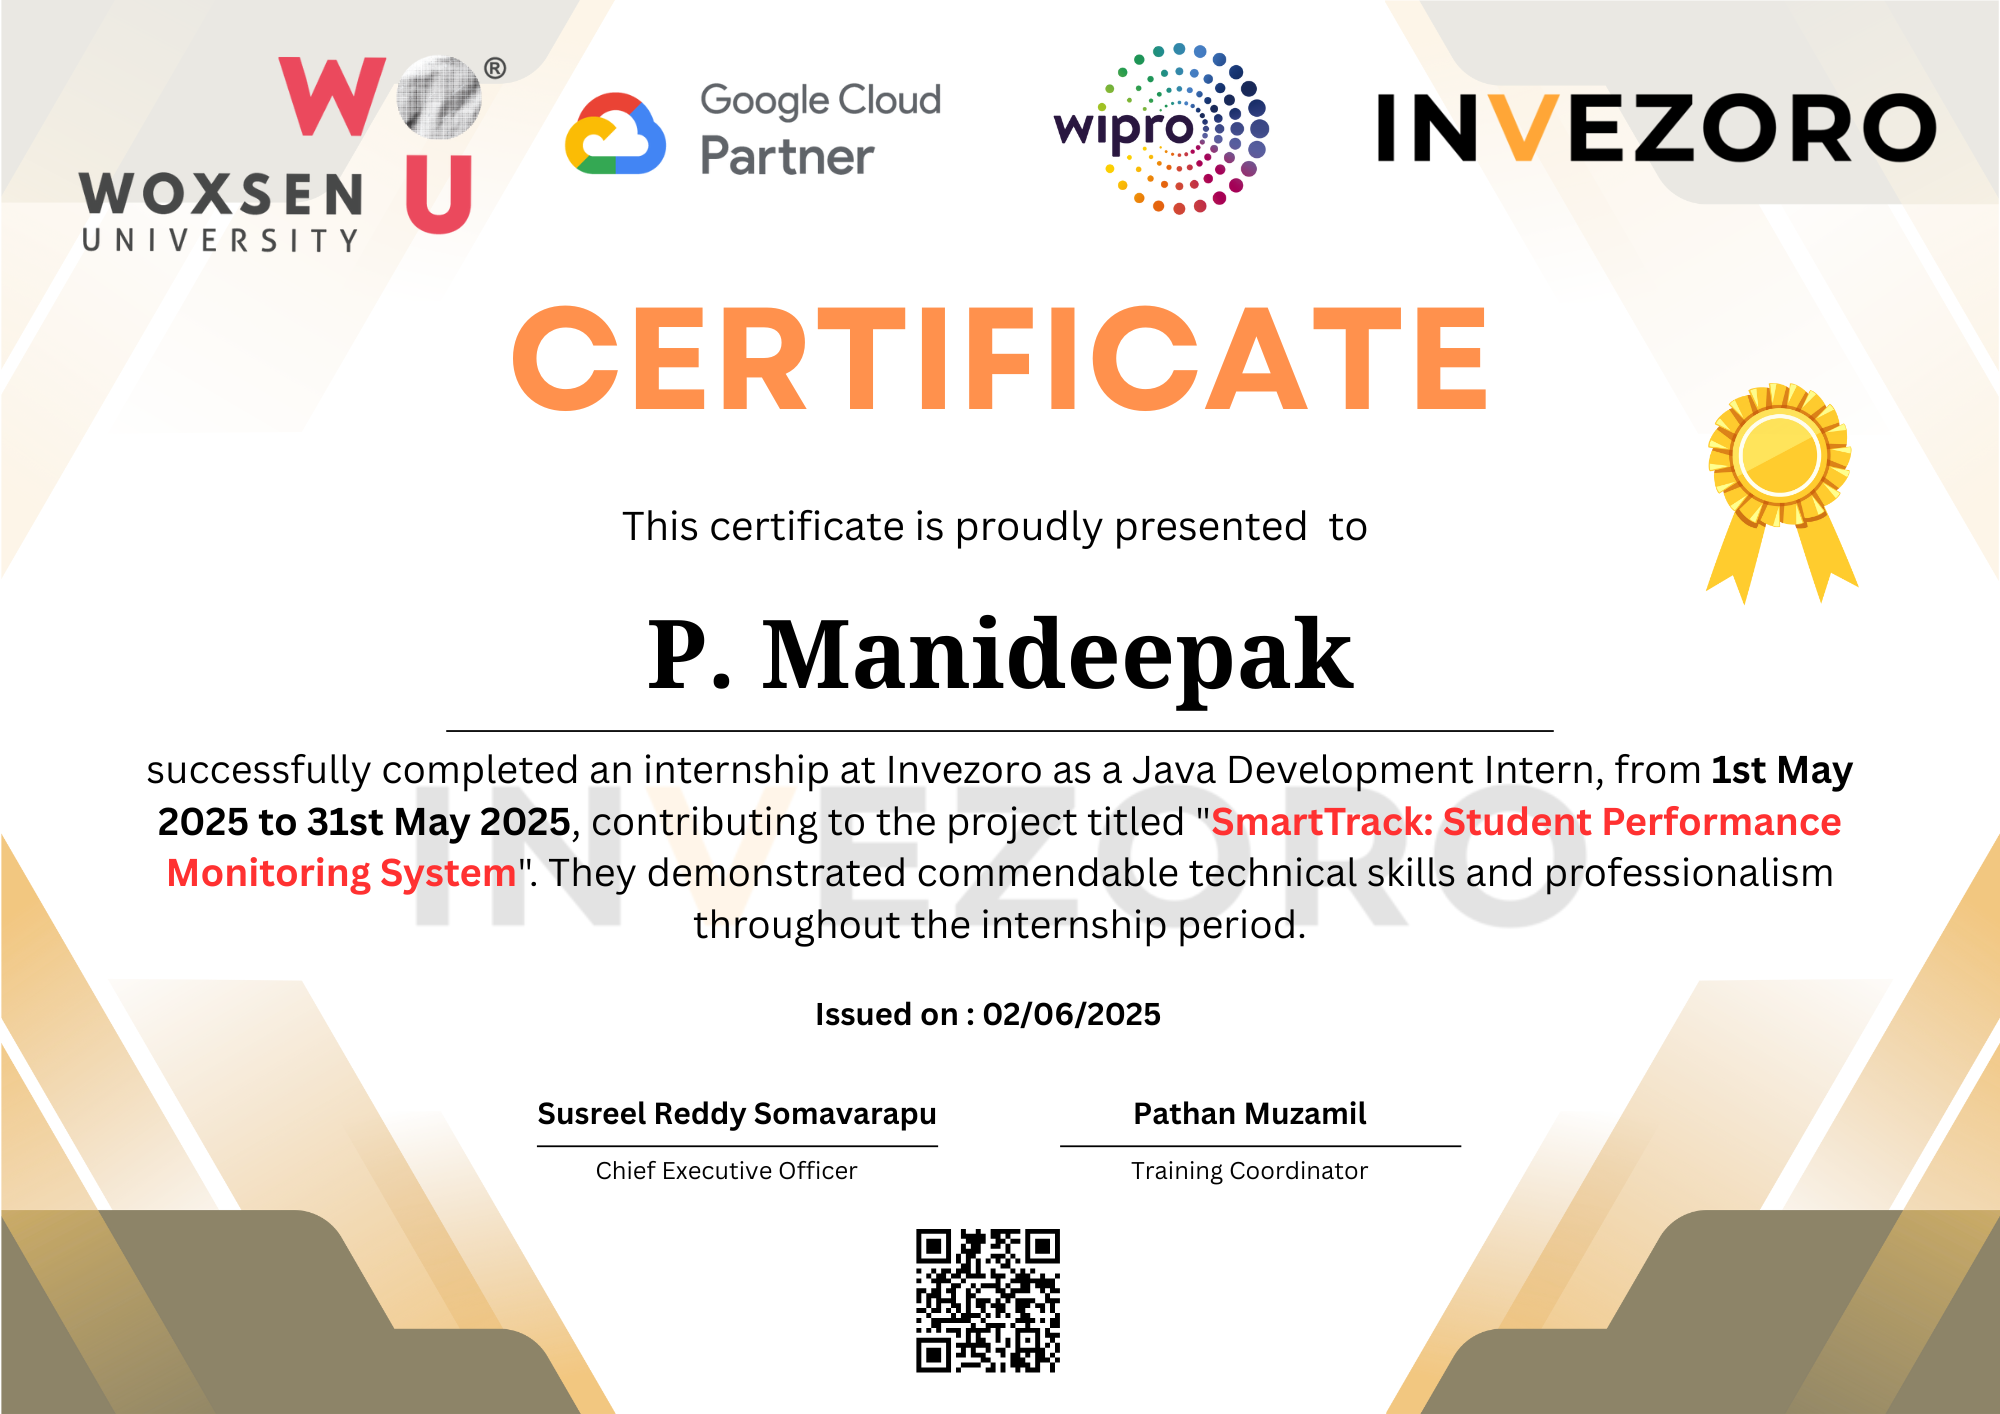 WOU®
WOXSEN
UNIVERSITY
Google Cloud
Partner
wipro
INVEZORO
CERTIFICATE
This certificate is proudly presented to
P. Manideepak
successfully completed an internship at Invezoro as a Java Development Intern, from 1st May
2025 to 31st May 2025, contributing to the project titled "SmartTrack: Student Performance
Monitoring System". They demonstrated commendable technical skills and professionalism
throughout the internship period.
INVEZORO
Issued on : 02/06/2025
Susreel Reddy Somavarapu
Chief Executive Officer
Pathan Muzamil
Training Coordinator